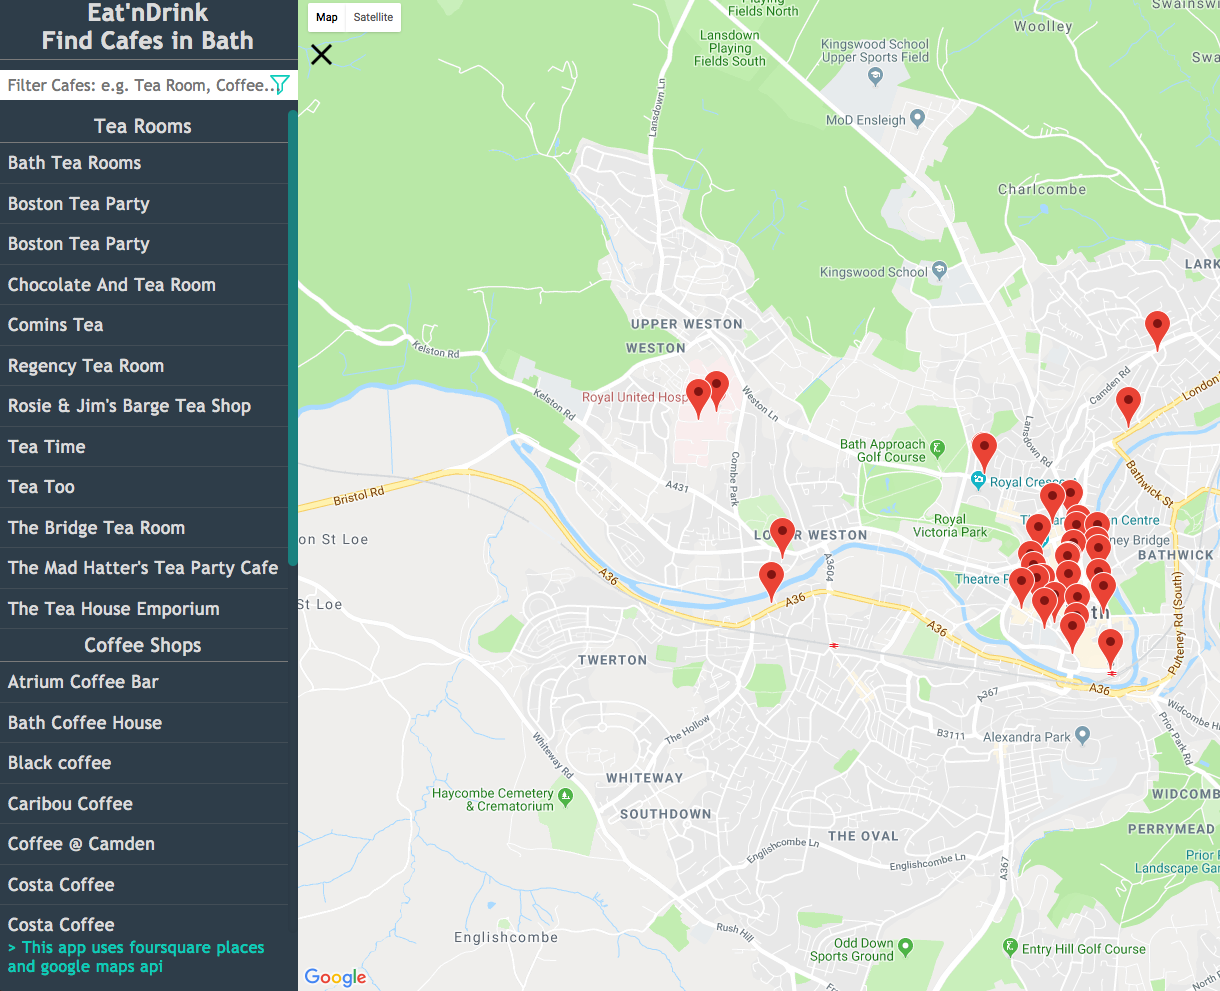 Eat'nDrink
Find Cafes in Bath
Filter Cafes: e.g. Tea Room, Coffee...
Tea Rooms
Bath Tea Rooms
Boston Tea Party
Boston Tea Party
Chocolate And Tea Room
Comins Tea
Regency Tea Room
Rosie & Jim's Barge Tea Shop
Tea Time
Tea Too
The Bridge Tea Room
The Mad Hatter's Tea Party Cafe
The Tea House Emporium
Coffee Shops
Atrium Coffee Bar
Bath Coffee House
Black coffee
Caribou Coffee
Coffee @ Camden
Costa Coffee
Costa Coffee
> This app uses foursquare places
and google maps api
Map
Satellite
Playing
Fields North
Lansdown
Playing
Fields South
Kingswood School
Upper Sports Field
Woolley
Swainsw
Swa
Lansdown Ln
MoD Ensleigh
Charlcombe
Kingswood School
LARK
UPPER WESTON
WESTON
Kelston Rd
Kelston Rd
Royal United Hosp
Weston Ln
Camden Rd
London
Lansdown Rd
Bath Approach
Golf Course
Combe Park
A431
Bristol Rd
Royal Cresce
Bathwick St
Royal
Victoria Park
Th
n Centre
ney Bridge
BATHWICK
on St Loe
LO R WESTON
A3604
A36
A36
Theatre R
St Loe
th
A36
Pulteney Rd (South)
TWERTON
A36
A367
The Hollow
B3111
Alexandra Park
Widcombe Hi
Prior Park Rd
Whiteway Rd
WHITEWAY
Haycombe Cemetery
& Crematorium
SOUTHDOWN
WIDCOMB
THE OVAL
PERRYMEAD
Englishcombe Ln
Englishcombe Ln
A367
Prior P
Landscape Gar
Englishcombe
Rush Hill
Odd Down
Sports Ground
Entry Hill Golf Course
North R
Fr
Google